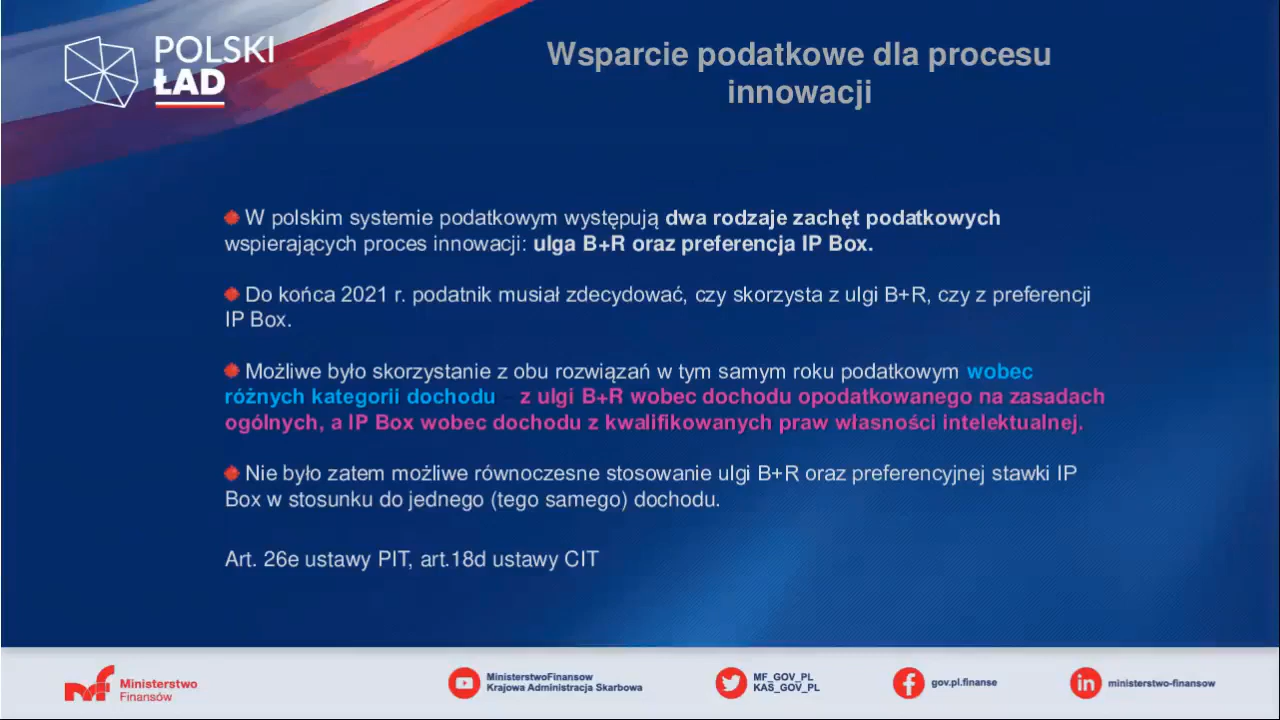 POLSKI
ŁAD
Wsparcie podatkowe dla procesu
innowacji
W polskim systemie podatkowym występują dwa rodzaje zachęt podatkowych
wspierających proces innowacji: ulga B+R oraz preferencja IP Box.
Do końca 2021 r. podatnik musiał zdecydować, czy skorzysta z ulgi B+R, czy z preferencji
IP Box.
Możliwe było skorzystanie z obu rozwiązań w tym samym roku podatkowym wobec
różnych kategorii dochodu – z ulgi B+R wobec dochodu opodatkowanego na zasadach
ogólnych, a IP Box wobec dochodu z kwalifikowanych praw własności intelektualnej.
Nie było zatem możliwe równoczesne stosowanie ulgi B+R oraz preferencyjnej stawki IP
Box w stosunku do jednego (tego samego) dochodu.
Art. 26e ustawy PIT, art.18d ustawy CIT
Ministerstwo
Finansów
MinisterstwoFinansow
Krajowa Administracja Skarbowa
MF_GOV_PL
KAS_GOV_PL
gov.pl.finanse
ministerstwo-finansow